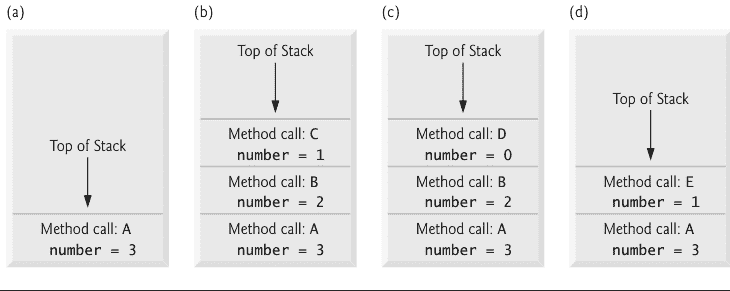 (a)
Top of Stack
Method call: A
number = 3
(b)
Top of Stack
Method call: C
number = 1
Method call: B
number = 2
Method call: A
number = 3
(c)
Top of Stack
Method call: D
number = 0
Method call: B
number = 2
Method call: A
number = 3
(d)
Top of Stack
Method call: E
number = 1
Method call: A
number = 3